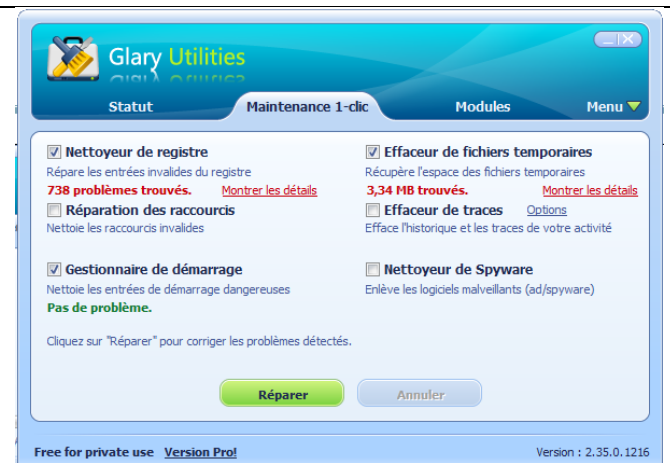 Glary Utilities
Statut Maintenance 1-clic Modules Menu
Nettoyeur de registre
Répare les entrées invalides du registre
738 problèmes trouvés. Montrer les détails
Effaceur de fichiers temporaires
Récupère l'espace des fichiers temporaires
3,34 MB trouvés. Montrer les détails
Réparation des raccourcis
Nettoie les raccourcis invalides
Effaceur de traces Options
Efface l'historique et les traces de votre activité
Gestionnaire de démarrage
Nettoie les entrées de démarrage dangereuses
Pas de problème.
Nettoyeur de Spyware
Enlève les logiciels malveillants (ad/spyware)
Cliquez sur "Réparer" pour corriger les problèmes détectés.
Réparer Annuler
Free for private use Version Pro! Version : 2.35.0.1216